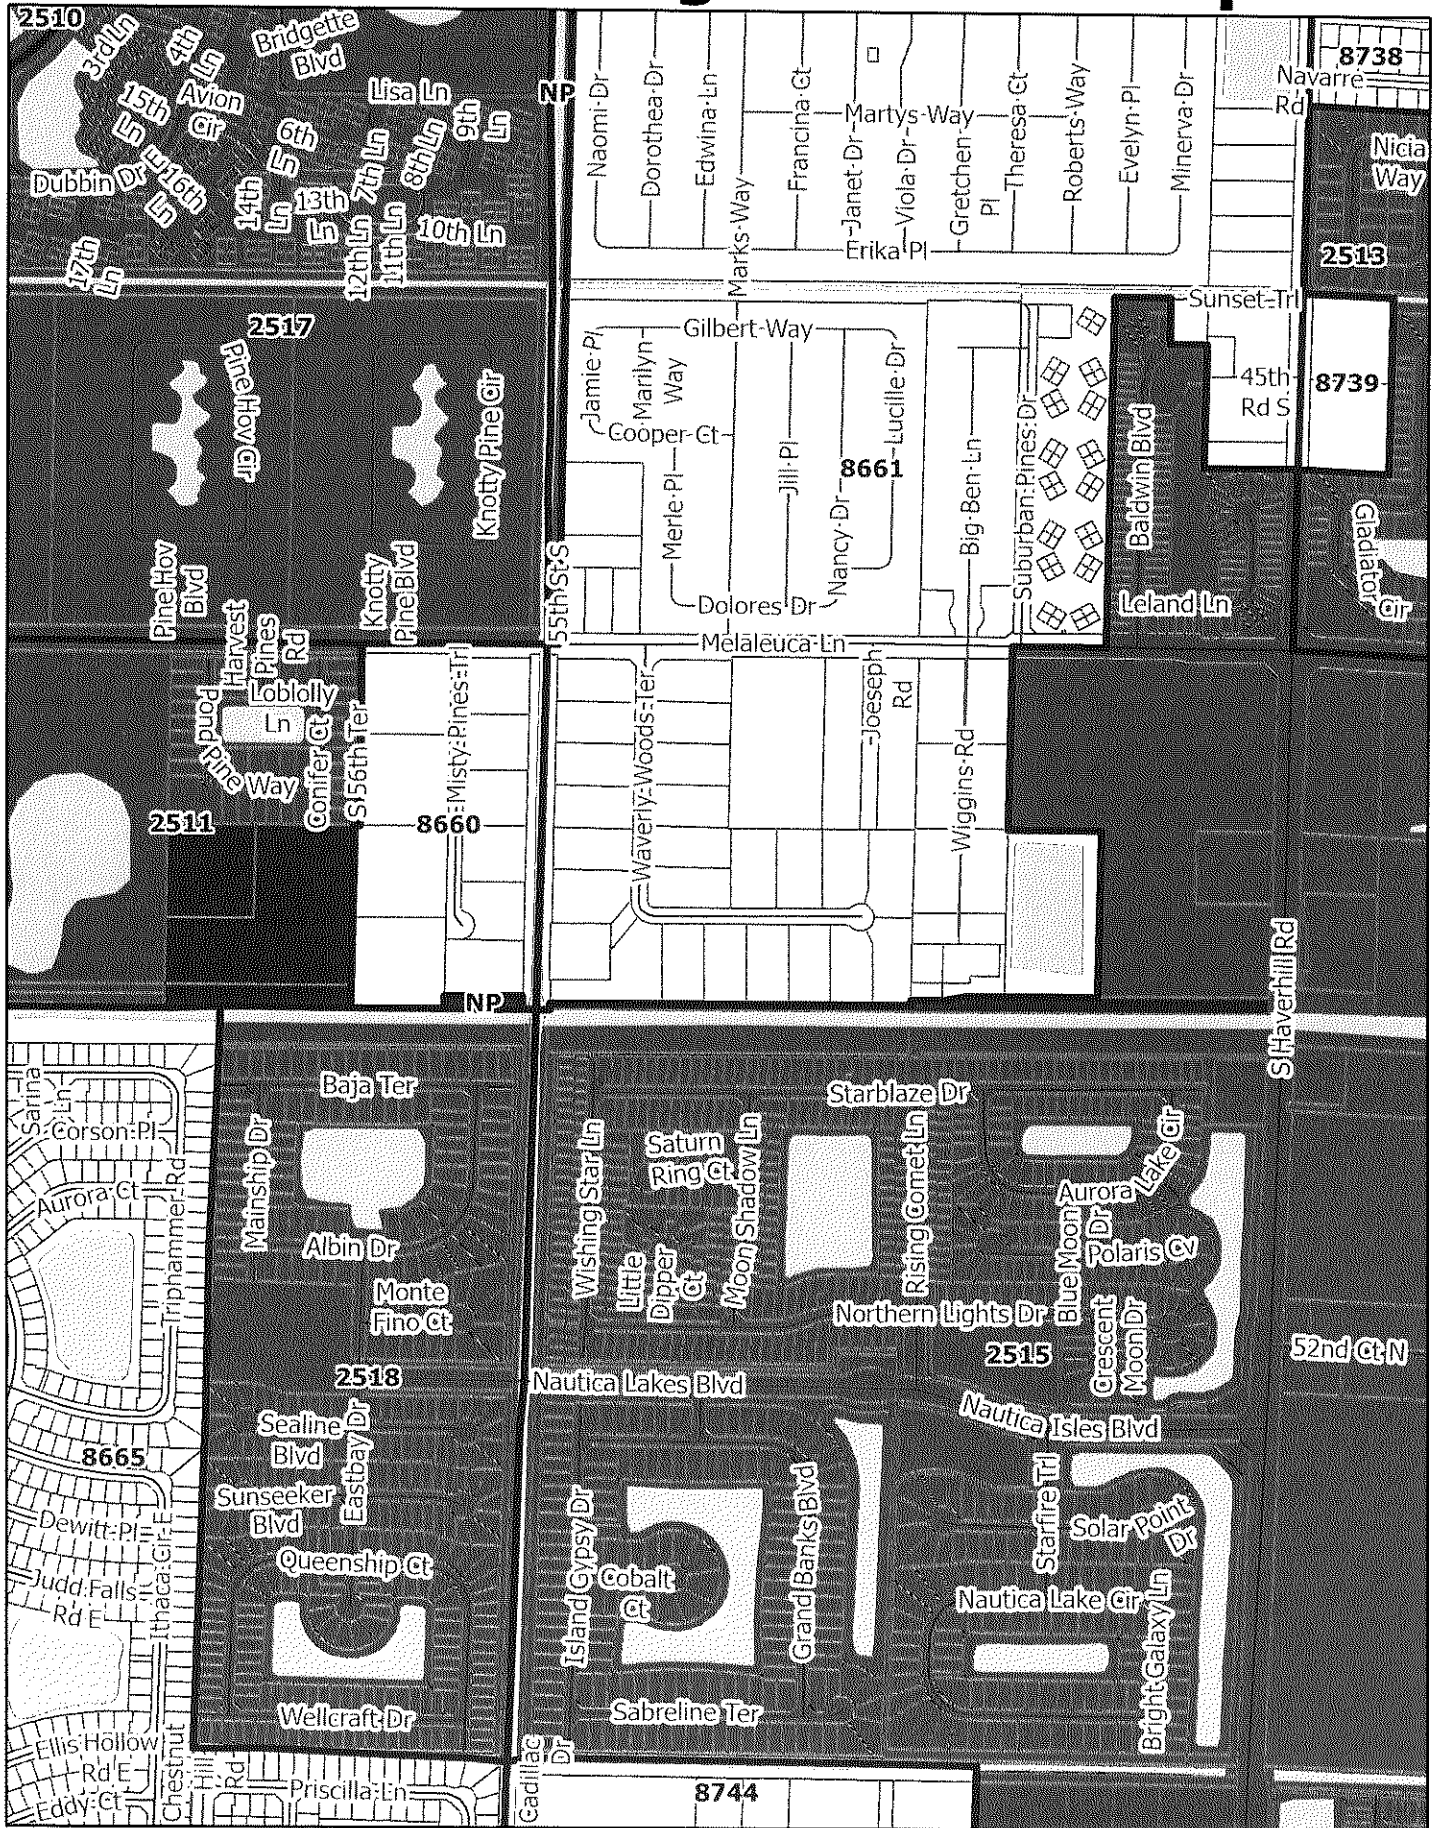 2510
3rd Ln
4th
Ln
Bridgette
Blvd
15th
Ln
Avion
Cir
Lisa Ln
6th
Ln
7th Ln
8th Ln
9th
Ln
Dubbin Dr E
16th
Ln
14th
Ln
13th
Ln
12th Ln
11th Ln
10th Ln
17th
Ln
NP
Naomi Dr
Dorothea Dr
Edwina Ln
Marks Way
Francina Ct
Martys Way
Janet Dr
Viola Dr
Gretchen
Pl
Theresa Ct
Roberts Way
Evelyn Pl
Minerva Dr
Erika Pl
8738
Navarre
Rd
Nicia
Way
2513
Sunset Trl
2517
Pine Hov Cir
Knotty Pine Cir
Pine Hov
Blvd
Knotty
Pine Blvd
55th St S
Jamie Pl
Marilyn
Way
Gilbert Way
Cooper Ct
Merle Pl
Jill Pl
Nancy Dr
Lucille Dr
8661
Dolores Dr
Big Ben Ln
Suburban Pines Dr
Baldwin Blvd
45th
Rd S
8739
Gladiator Cir
Leland Ln
Melaleuca Ln
Harvest
Pines
Rd
Loblolly
Ln
Pond
Pine Way
Conifer Ct
S 56th Ter
Misty Pines Trl
2511
8660
Waverly Woods Ter
Joeseph
Rd
Wiggins Rd
S Haverhill Rd
NP
Sarina
Ln
Corson Pl
Aurora Ct
Triphammer Rd
Baja Ter
Mainship Dr
Albin Dr
Monte
Fino Ct
Starblaze Dr
Wishing Star Ln
Saturn
Ring Ct
Moon Shadow Ln
Little
Dipper
Ct
Rising Comet Ln
Aurora Lake Cir
Blue Moon
Dr
Polaris Cv
Northern Lights Dr
Crescent
Moon Dr
2515
52nd Ct N
2518
Nautica Lakes Blvd
Nautica Isles Blvd
Sealine
Blvd
Eastbay Dr
Sunseeker
Blvd
8665
Dewitt Pl
Judd Falls
Rd E
Ithaca Cir E
Queenship Ct
Island Gypsy Dr
Cobalt
Ct
Grand Banks Blvd
Starfire Trl
Solar Point
Dr
Nautica Lake Cir
Bright Galaxy Ln
Wellcraft Dr
Sabreline Ter
Ellis Hollow
Rd E
Eddy Ct
Chestnut
Hill
Rd
Priscilla Ln
Cadillac
Dr
8744